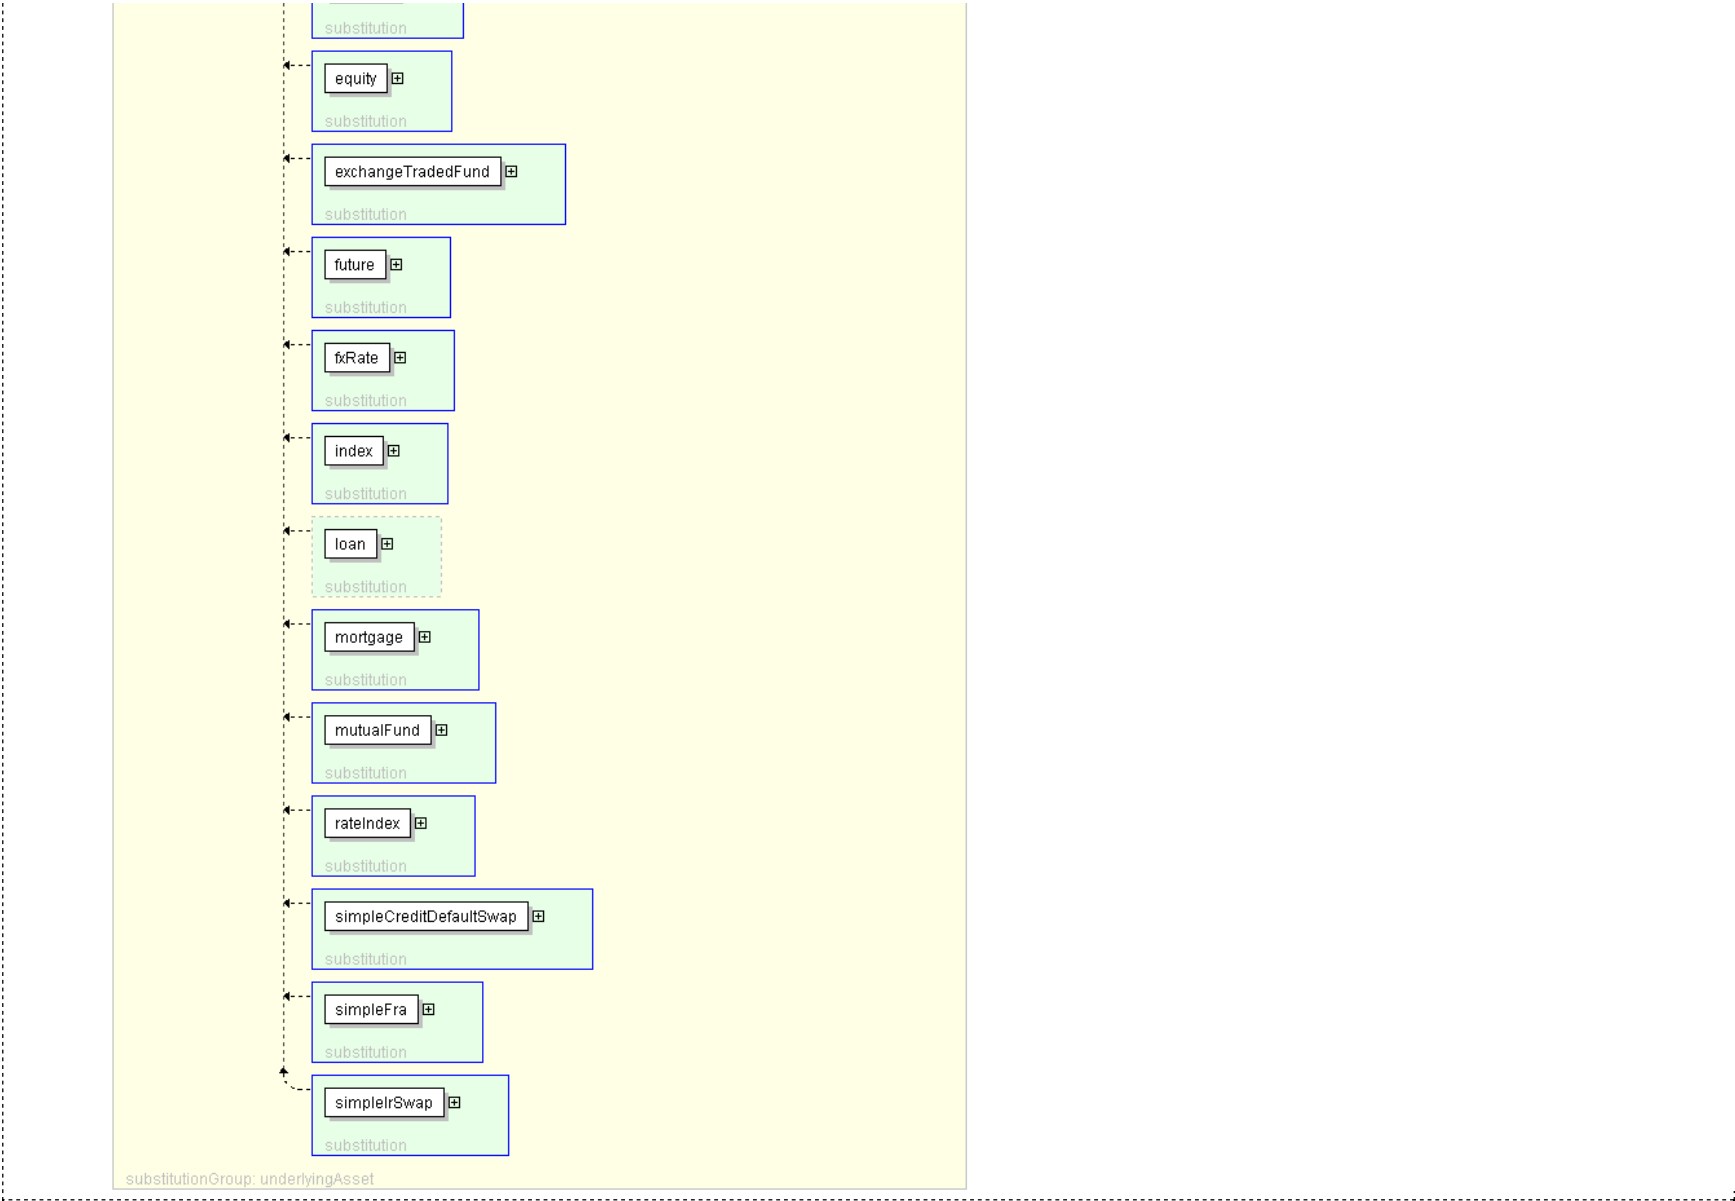 substitution
equity
substitution
exchangeTradedFund
substitution
future
substitution
fxRate
substitution
index
substitution
loan
substitution
mortgage
substitution
mutualFund
substitution
rateIndex
substitution
simpleCreditDefaultSwap
substitution
simpleFra
substitution
simpleIrSwap
substitution
substitutionGroup: underlyingAsset